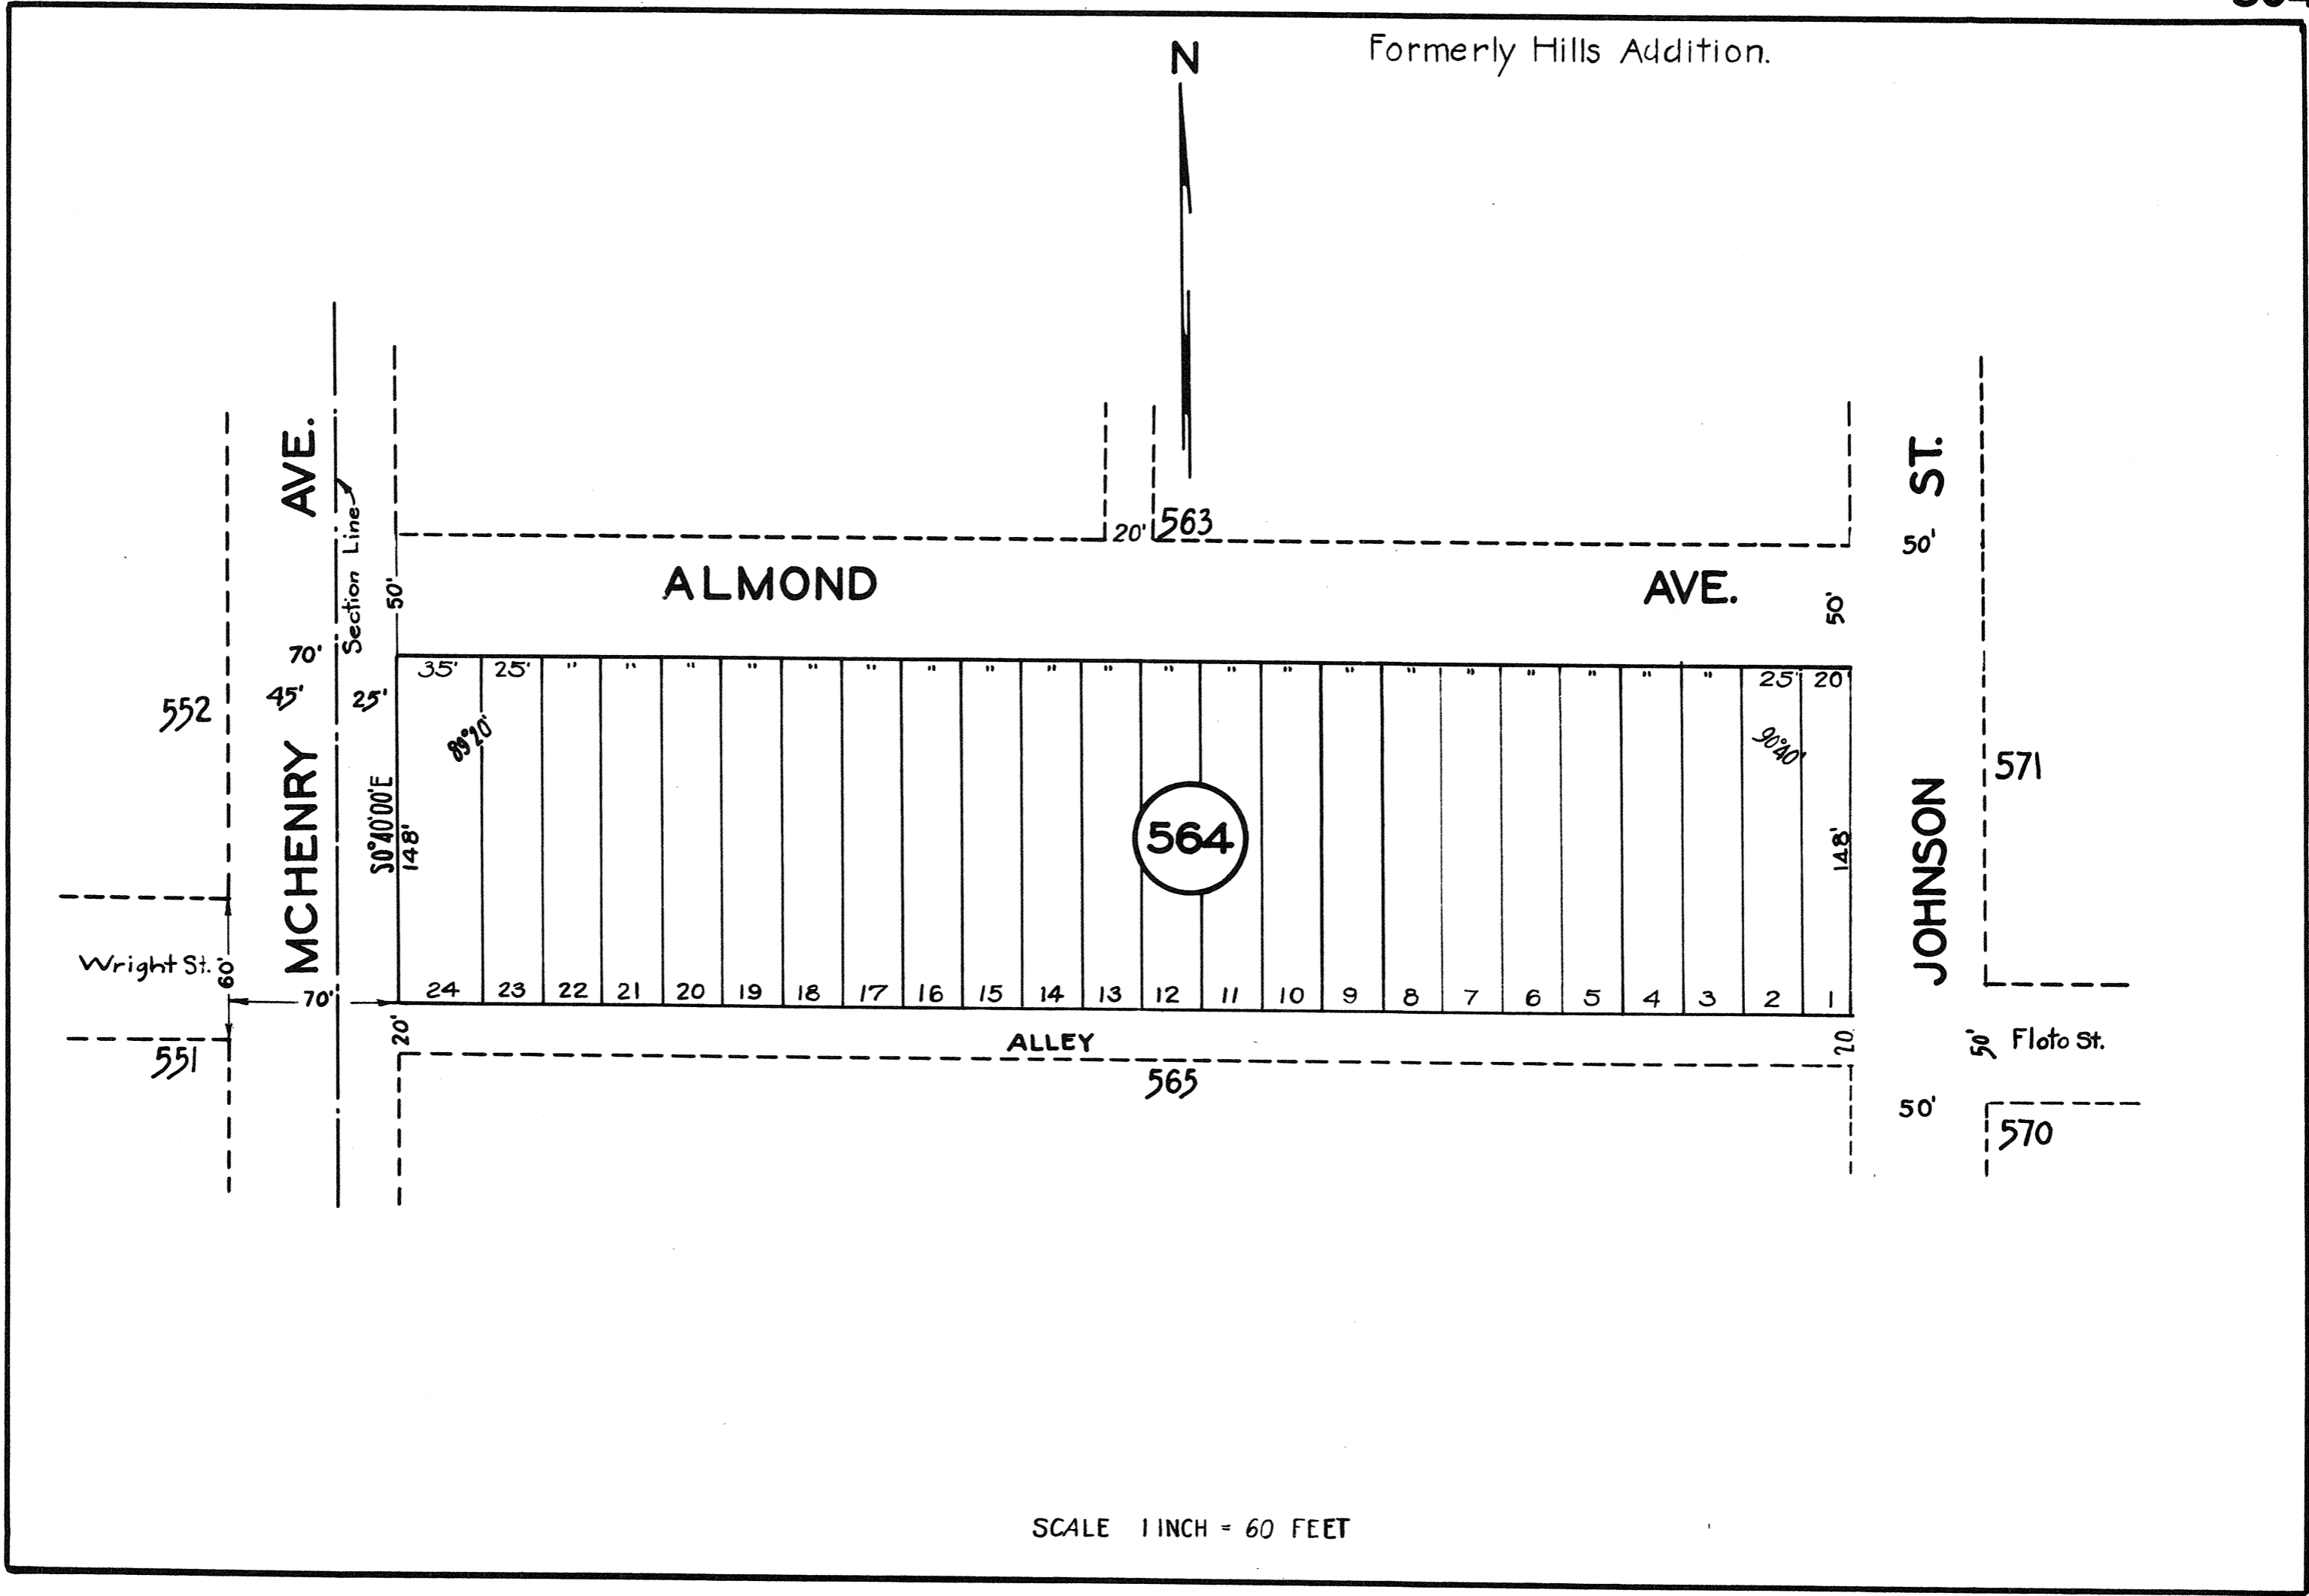 Formerly Hills Addition.
N
MCHENRY AVE.
Section Line
20'
563
50'
ALMOND AVE.
50'
50'
JOHNSON ST.
70'
45'
25'
552
571
35' 25' " " " " " " " " " " " " " " " " " " " " 25' 20'
89°20'
90°40'
S0°40'00"E
148'
564
148'
Wright St.
60'
70'
24 23 22 21 20 19 18 17 16 15 14 13 12 11 10 9 8 7 6 5 4 3 2 1
20'
ALLEY
20
50'
Floto St.
551
565
50'
570
SCALE 1 INCH = 60 FEET